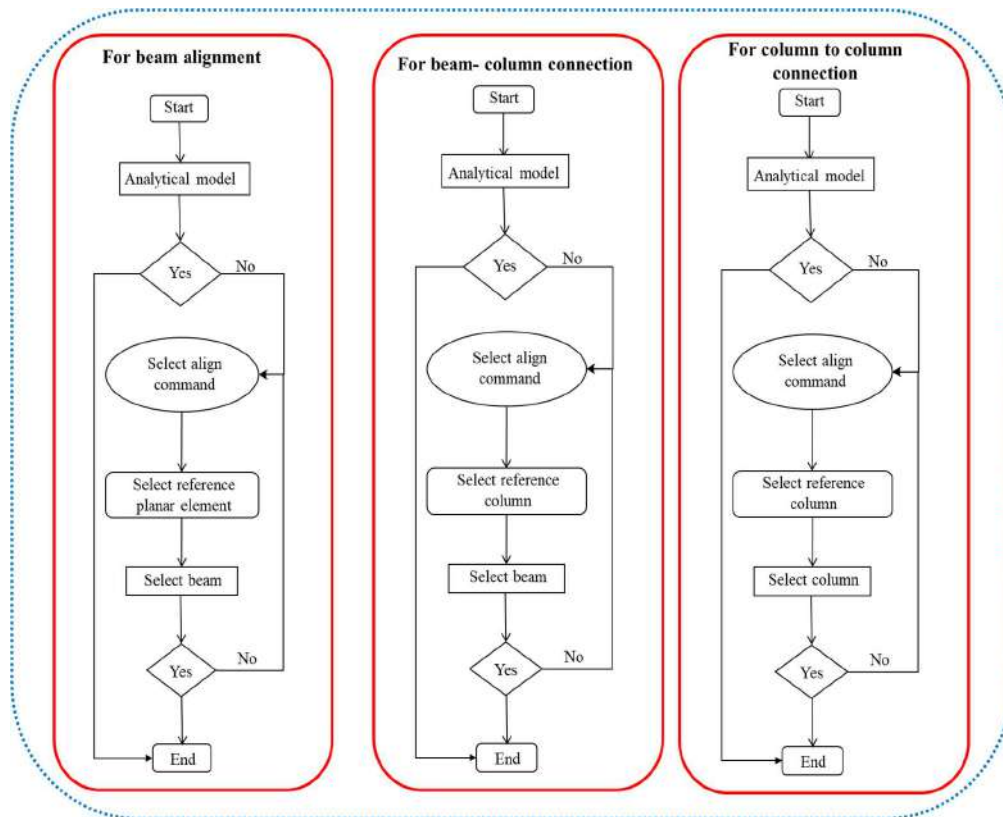 For beam alignment
Start
Analytical model
Yes
No
Select align
command
Select reference
planar element
Select beam
Yes
No
End
For beam- column connection
Start
Analytical model
Yes
No
Select align
command
Select reference
column
Select beam
Yes
No
End
For column to column
connection
Start
Analytical model
Yes
No
Select align
command
Select reference
column
Select column
Yes
No
End